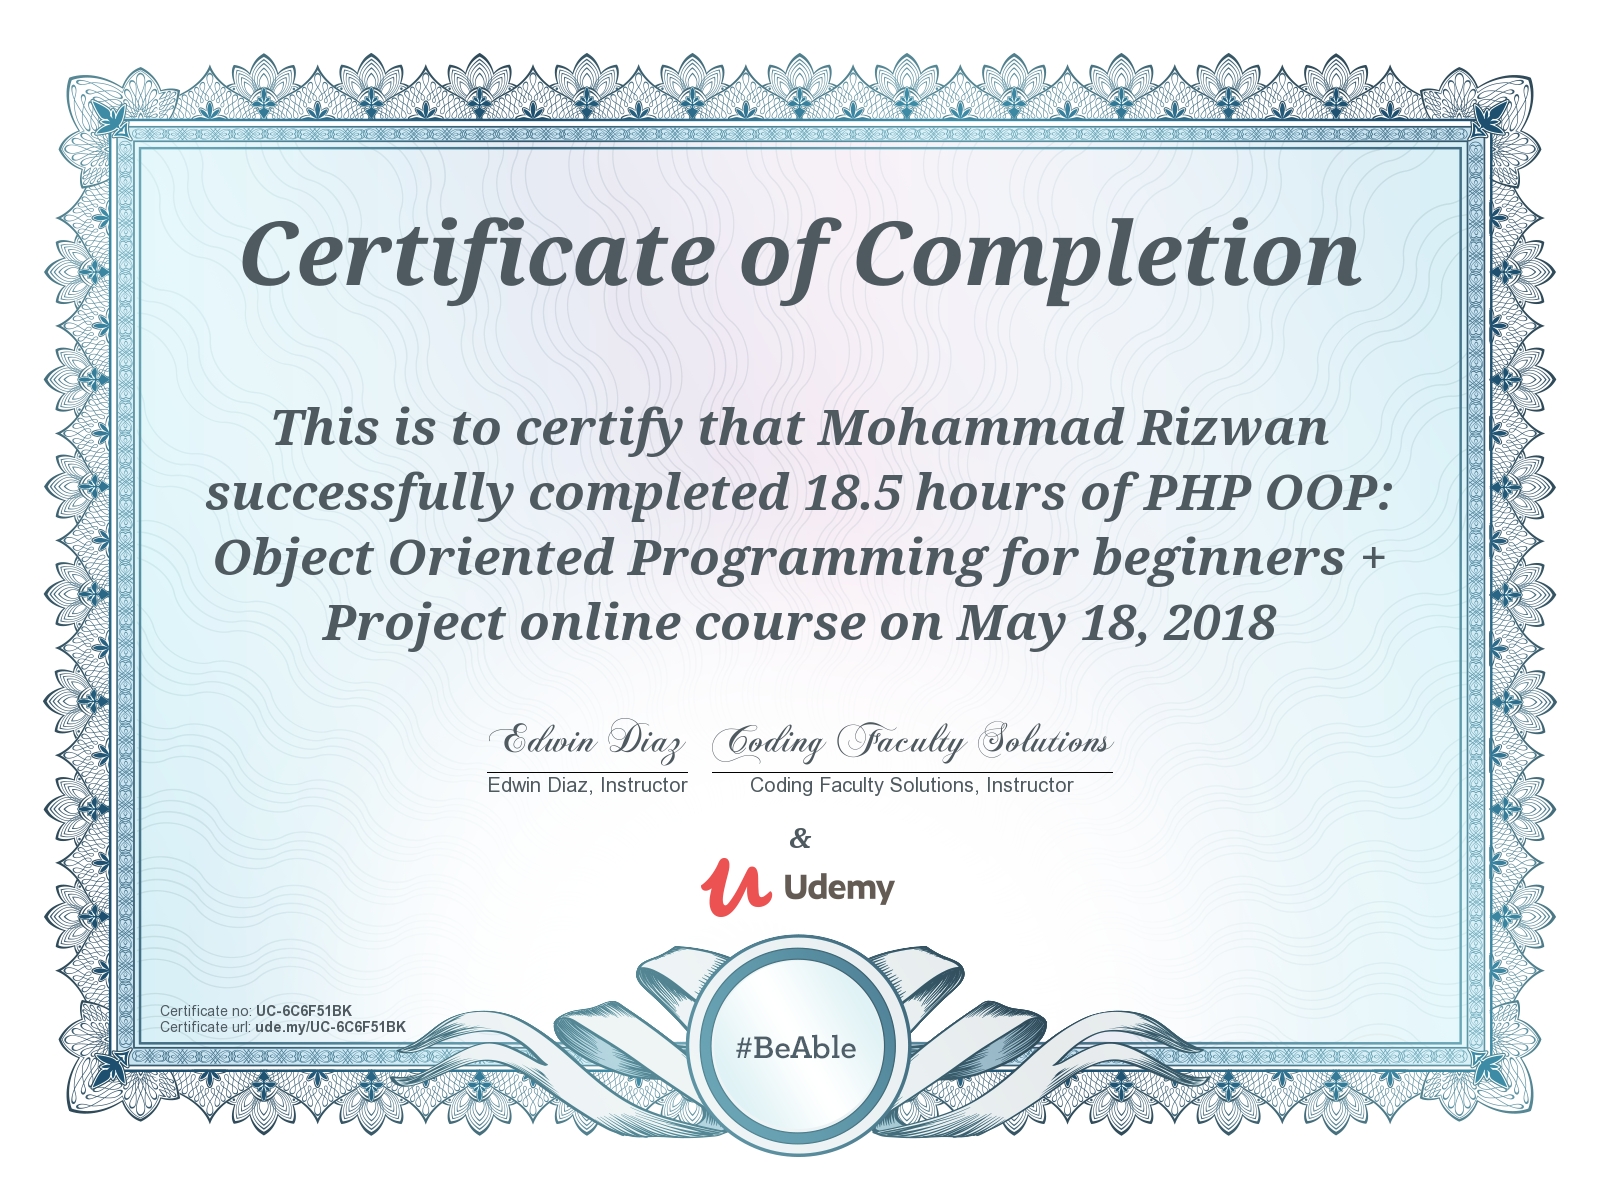 Certificate of Completion
This is to certify that Mohammad Rizwan
successfully completed 18.5 hours of PHP OOP:
Object Oriented Programming for beginners +
Project online course on May 18, 2018
Edwin Diaz Coding Faculty Solutions
Edwin Diaz, Instructor Coding Faculty Solutions, Instructor
&
Udemy
Certificate no: UC-6C6F51BK
Certificate url: ude.my/UC-6C6F51BK
#BeAble